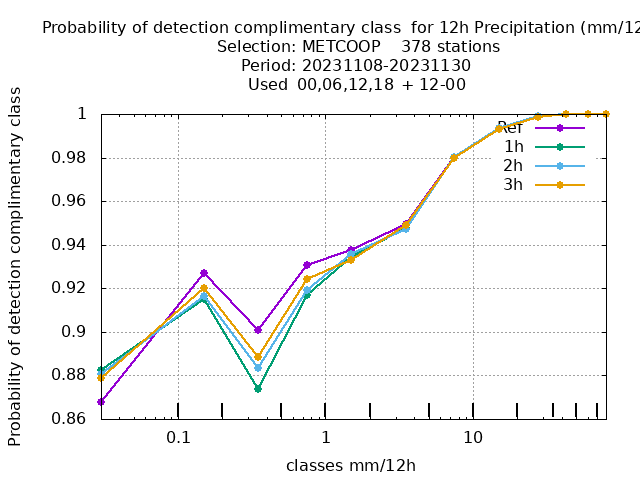 Probability of detection complimentary class  for 12h Precipitation (mm/12
Selection: METCOOP    378 stations
Period: 20231108-20231130
Used  00,06,12,18 + 12-00
Probability of detection complimentary class
1
0.98
0.96
0.94
0.92
0.9
0.88
0.86
0.1
1
10
classes mm/12h
Ref
1h
2h
3h